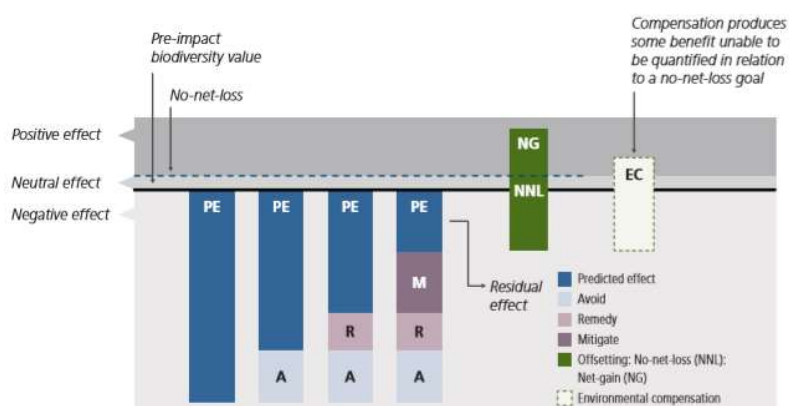 Pre-impact
biodiversity value
No-net-loss
Compensation produces
some benefit unable to
be quantified in relation
to a no-net-loss goal
Positive effect
Neutral effect
Negative effect
NG
NNL
EC
PE
PE
PE
PE
M
R
R
A
A
A
Residual
effect
Predicted effect
Avoid
Remedy
Mitigate
Offsetting: No-net-loss (NNL):
Net-gain (NG)
Environmental compensation